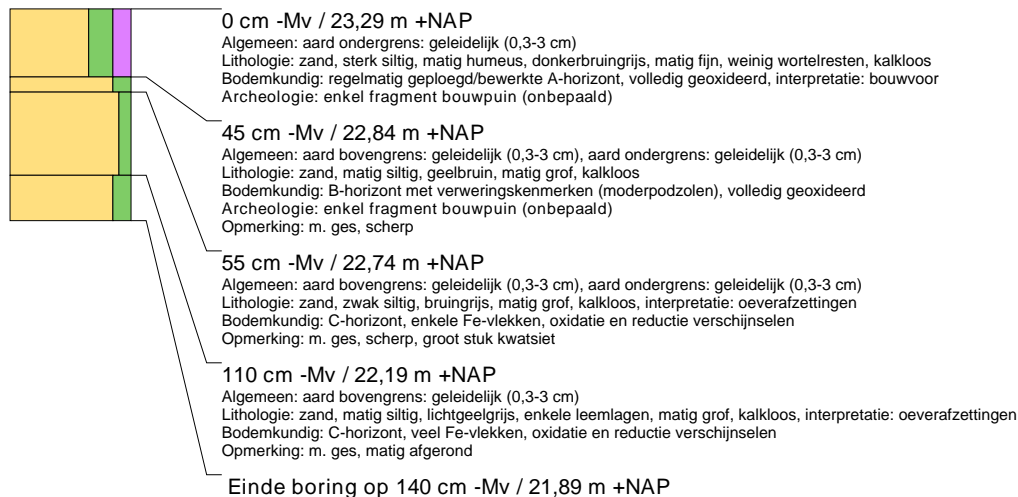 0 cm -Mv / 23,29 m +NAP
Algemeen: aard ondergrens: geleidelijk (0,3-3 cm)
Lithologie: zand, sterk siltig, matig humeus, donkerbruingrijs, matig fijn, weinig wortelresten, kalkloos
Bodemkundig: regelmatig geploegd/bewerkte A-horizont, volledig geoxideerd, interpretatie: bouwvoor
Archeologie: enkel fragment bouwpuin (onbepaald)
45 cm -Mv / 22,84 m +NAP
Algemeen: aard bovengrens: geleidelijk (0,3-3 cm), aard ondergrens: geleidelijk (0,3-3 cm)
Lithologie: zand, matig siltig, geelbruin, matig grof, kalkloos
Bodemkundig: B-horizont met verweringskenmerken (moderpodzolen), volledig geoxideerd
Archeologie: enkel fragment bouwpuin (onbepaald)
Opmerking: m. ges, scherp
55 cm -Mv / 22,74 m +NAP
Algemeen: aard bovengrens: geleidelijk (0,3-3 cm), aard ondergrens: geleidelijk (0,3-3 cm)
Lithologie: zand, zwak siltig, bruingrijs, matig grof, kalkloos, interpretatie: oeverafzettingen
Bodemkundig: C-horizont, enkele Fe-vlekken, oxidatie en reductie verschijnselen
Opmerking: m. ges, scherp, groot stuk kwatsiet
110 cm -Mv / 22,19 m +NAP
Algemeen: aard bovengrens: geleidelijk (0,3-3 cm)
Lithologie: zand, matig siltig, lichtgeelgrijs, enkele leemlagen, matig grof, kalkloos, interpretatie: oeverafzettingen
Bodemkundig: C-horizont, veel Fe-vlekken, oxidatie en reductie verschijnselen
Opmerking: m. ges, matig afgerond
Einde boring op 140 cm -Mv / 21,89 m +NAP